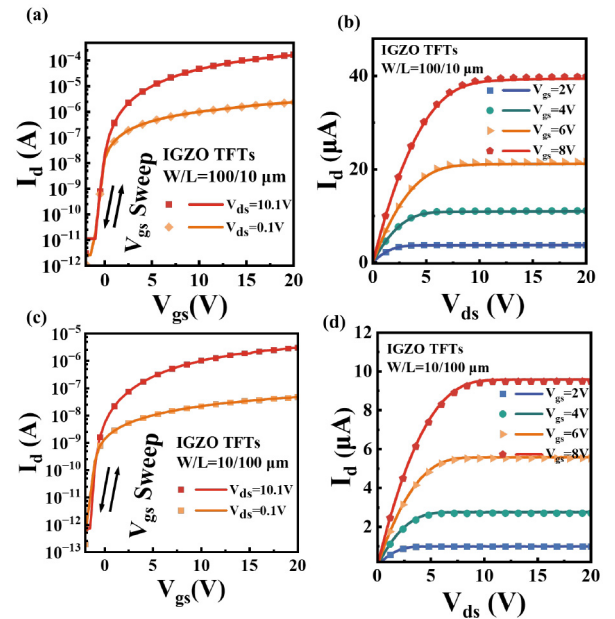 (a)
10⁻⁴
10⁻⁵
10⁻⁶
10⁻⁷
10⁻⁸
10⁻⁹
10⁻¹⁰
10⁻¹¹
10⁻¹²
I_d (A)
IGZO TFTs
W/L=100/10 μm
V_ds=10.1V
V_ds=0.1V
V_gs Sweep
0 5 10 15 20
V_gs(V)
(b)
IGZO TFTs
W/L=100/10 μm
V_gs=2V
V_gs=4V
V_gs=6V
V_gs=8V
40
20
0
I_d (μA)
0 5 10 15 20
V_ds (V)
(c)
10⁻⁵
10⁻⁶
10⁻⁷
10⁻⁸
10⁻⁹
10⁻¹⁰
10⁻¹¹
10⁻¹²
10⁻¹³
I_d (A)
IGZO TFTs
W/L=10/100 μm
V_ds=10.1V
V_ds=0.1V
V_gs Sweep
0 5 10 15 20
V_gs(V)
(d)
IGZO TFTs
W/L=10/100 μm
V_gs=2V
V_gs=4V
V_gs=6V
V_gs=8V
12
10
8
6
4
2
I_d (μA)
0 5 10 15 20
V_ds (V)